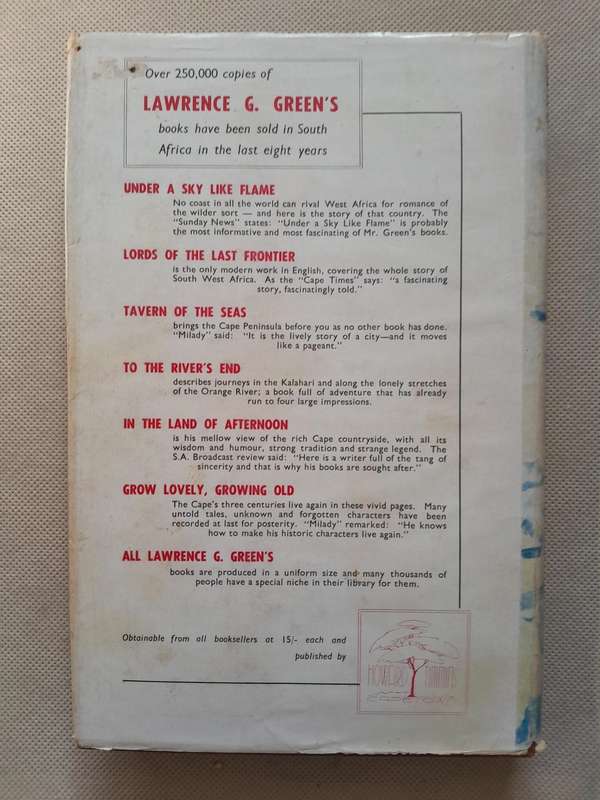 Over 250,000 copies of
LAWRENCE G. GREEN'S
books have been sold in South
Africa in the last eight years
UNDER A SKY LIKE FLAME
No coast in all the world can rival West Africa for romance of
the wilder sort — and here is the story of that country. The
"Sunday News" states: "Under a Sky Like Flame" is probably
the most informative and most fascinating of Mr. Green's books.
LORDS OF THE LAST FRONTIER
is the only modern work in English, covering the whole story of
South West Africa. As the "Cape Times" says: "a fascinating
story, fascinatingly told."
TAVERN OF THE SEAS
brings the Cape Peninsula before you as no other book has done.
"Milady" said: "It is the lively story of a city—and it moves
like a pageant."
TO THE RIVER'S END
describes journeys in the Kalahari and along the lonely stretches
of the Orange River; a book full of adventure that has already
run to four large impressions.
IN THE LAND OF AFTERNOON
is his mellow view of the rich Cape countryside, with all its
wisdom and humour, strong tradition and strange legend. The
S.A. Broadcast review said: "Here is a writer full of the tang of
sincerity and that is why his books are sought after."
GROW LOVELY, GROWING OLD
The Cape's three centuries live again in these vivid pages. Many
untold tales, unknown and forgotten characters have been
recorded at last for posterity. "Milady" remarked: "He knows
how to make his historic characters live again."
ALL LAWRENCE G. GREEN'S
books are produced in a uniform size and many thousands of
people have a special niche in their library for them.
Obtainable from all booksellers at 15/- each and
published by
HOWARD TIMMINS
CAPE TOWN